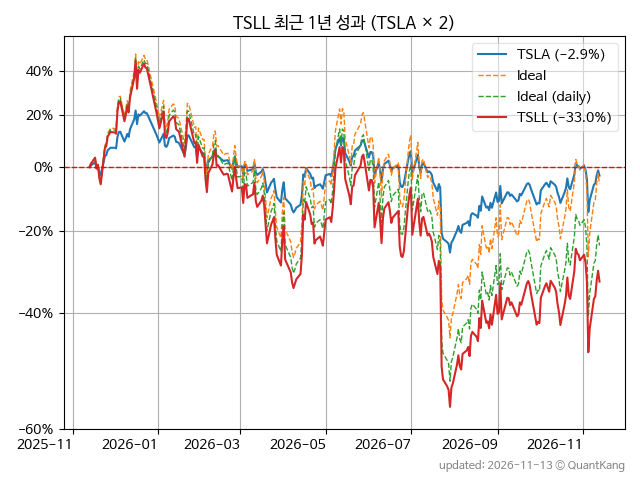 TSLL 최근 1년 성과 (TSLA × 2)
TSLA (−2.9%)
Ideal
Ideal (daily)
TSLL (−33.0%)
40%
20%
0%
−20%
−40%
−60%
2025-11 2026-01 2026-03 2026-05 2026-07 2026-09 2026-11
updated: 2026-11-13 © QuantKang